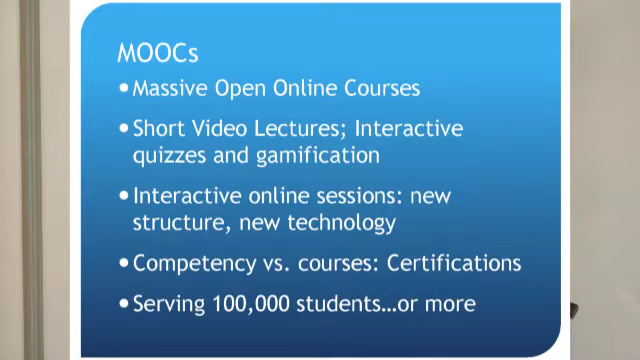 MOOCs
• Massive Open Online Courses
• Short Video Lectures; Interactive
quizzes and gamification
• Interactive online sessions: new
structure, new technology
• Competency vs. courses: Certifications
• Serving 100,000 students…or more